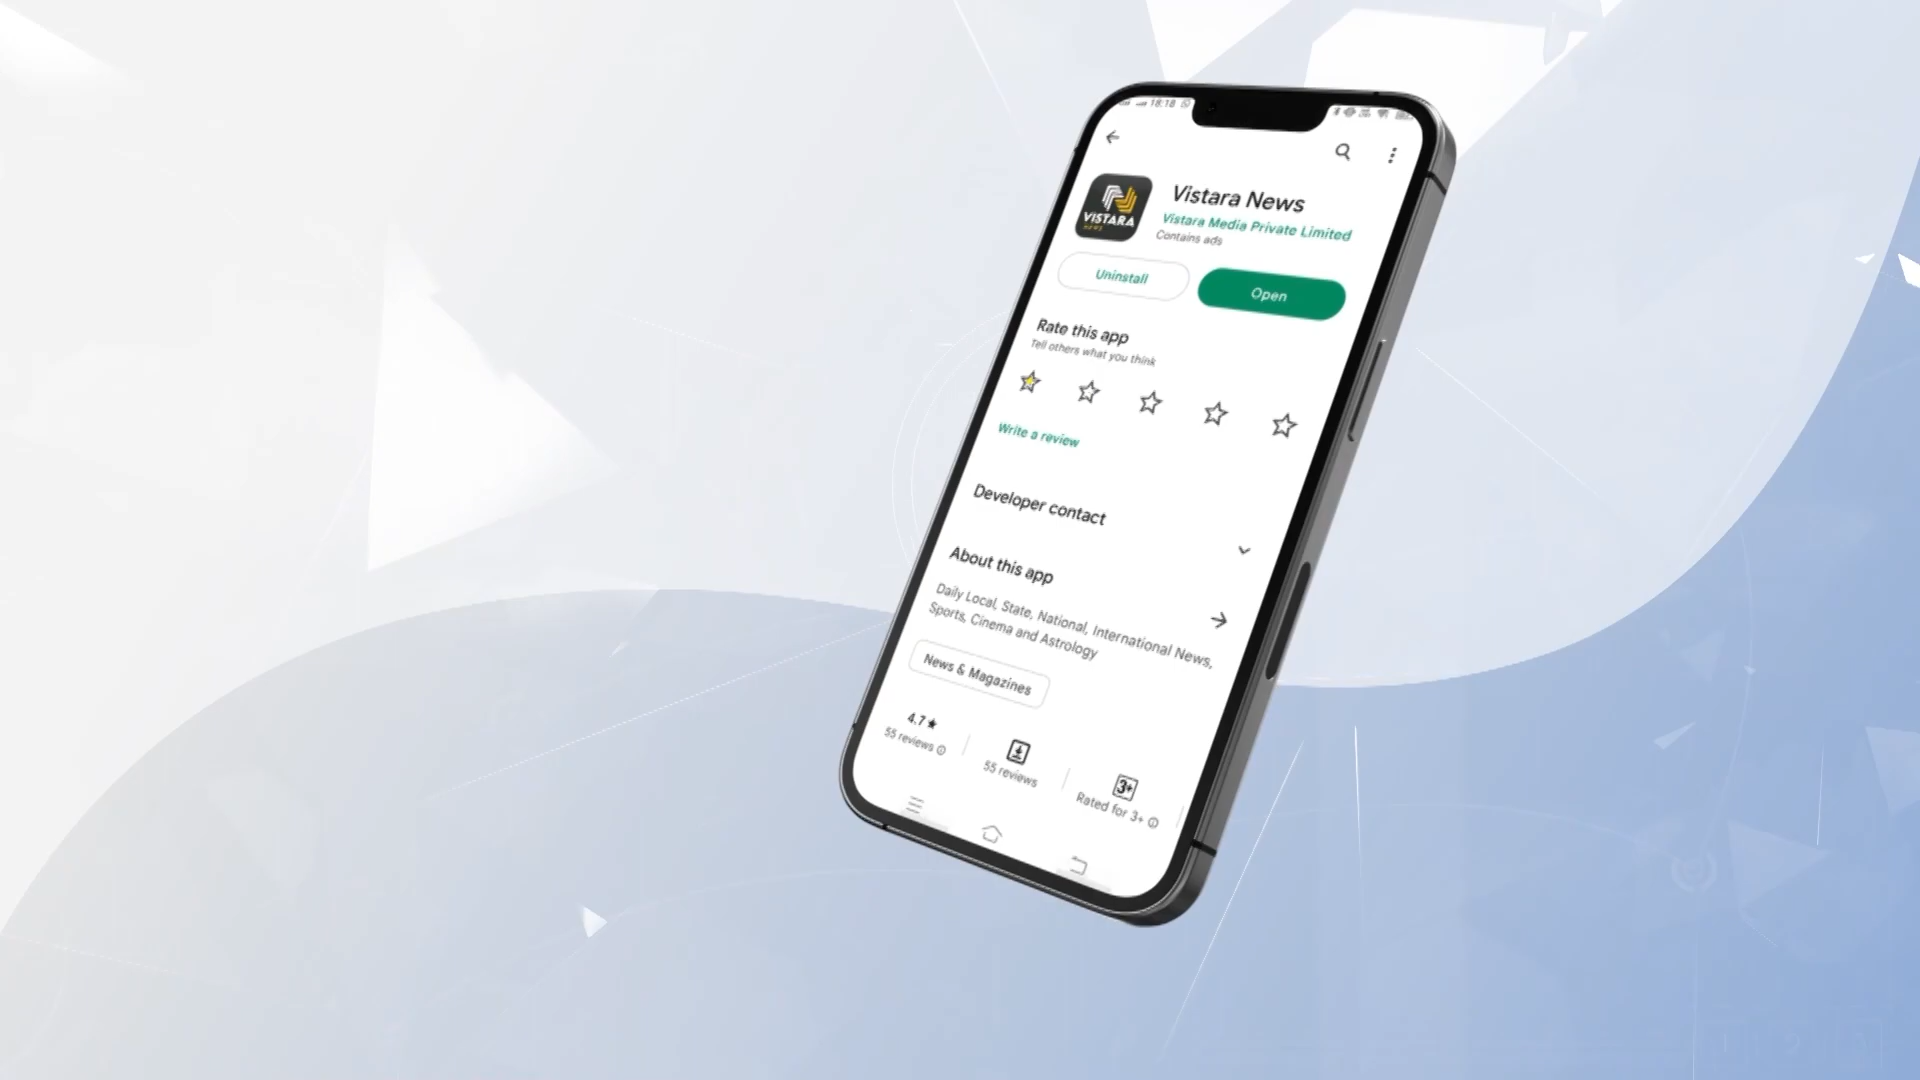 18:18
Vistara News
Vistara Media Private Limited
Contains ads
VISTARA
NEWS
Uninstall
Open
Rate this app
Tell others what you think
Write a review
Developer contact
About this app
Daily Local, State, National, International News,
Sports, Cinema and Astrology
News & Magazines
4.7★
55 reviews
55 reviews
3+
Rated for 3+